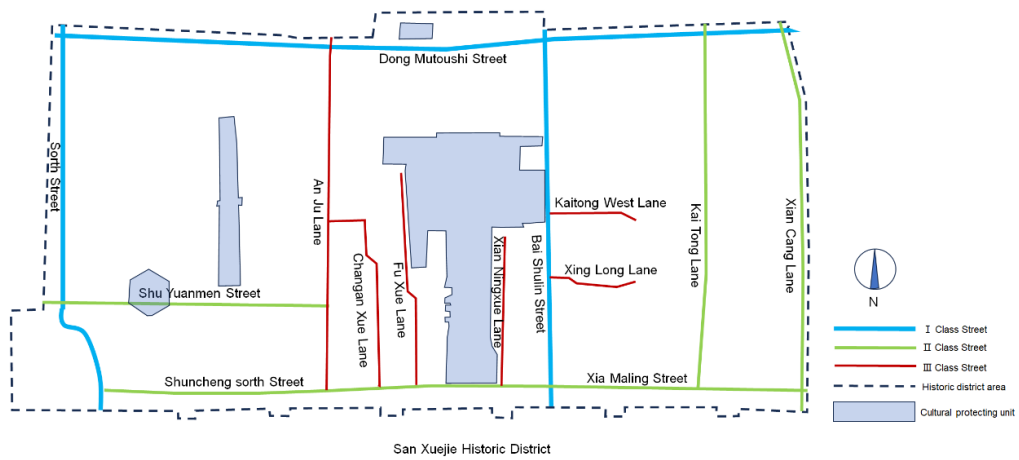 Dong Mutoushi Street
Sorth Street
An Ju Lane
Kaitong West Lane
Kai Tong Lane
Xian Cang Lane
Bai Shulin Street
Xian Ningxue Lane
Changan Xue Lane
Fu Xue Lane
Xing Long Lane
Shu Yuanmen Street
N
Shuncheng sorth Street
Xia Maling Street
I Class Street
II Class Street
III Class Street
Historic district area
Cultural protecting unit
San Xuejie Historic District